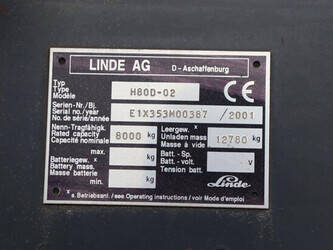 LINDE AG D - Aschaffenburg
Typ
Type H80D-02
Modèle
CE
Serien-Nr./Bj.
Serial no./year E1X353M00387 / 2001
No. de série/année
Nenn-Tragfähigk. Leergew. x
Rated capacity 8000 kg Unladen mass 12780 kg
Capacité nominale Masse à vide
max.
Batteriegew. x kg Batt. - Sp.
Battery mass, Batt. - volt. V
Masse batterie Tension batt.
min. kg
Linde
x s. Betriebsanl./see Operating instructions / voir Mode d'emploi